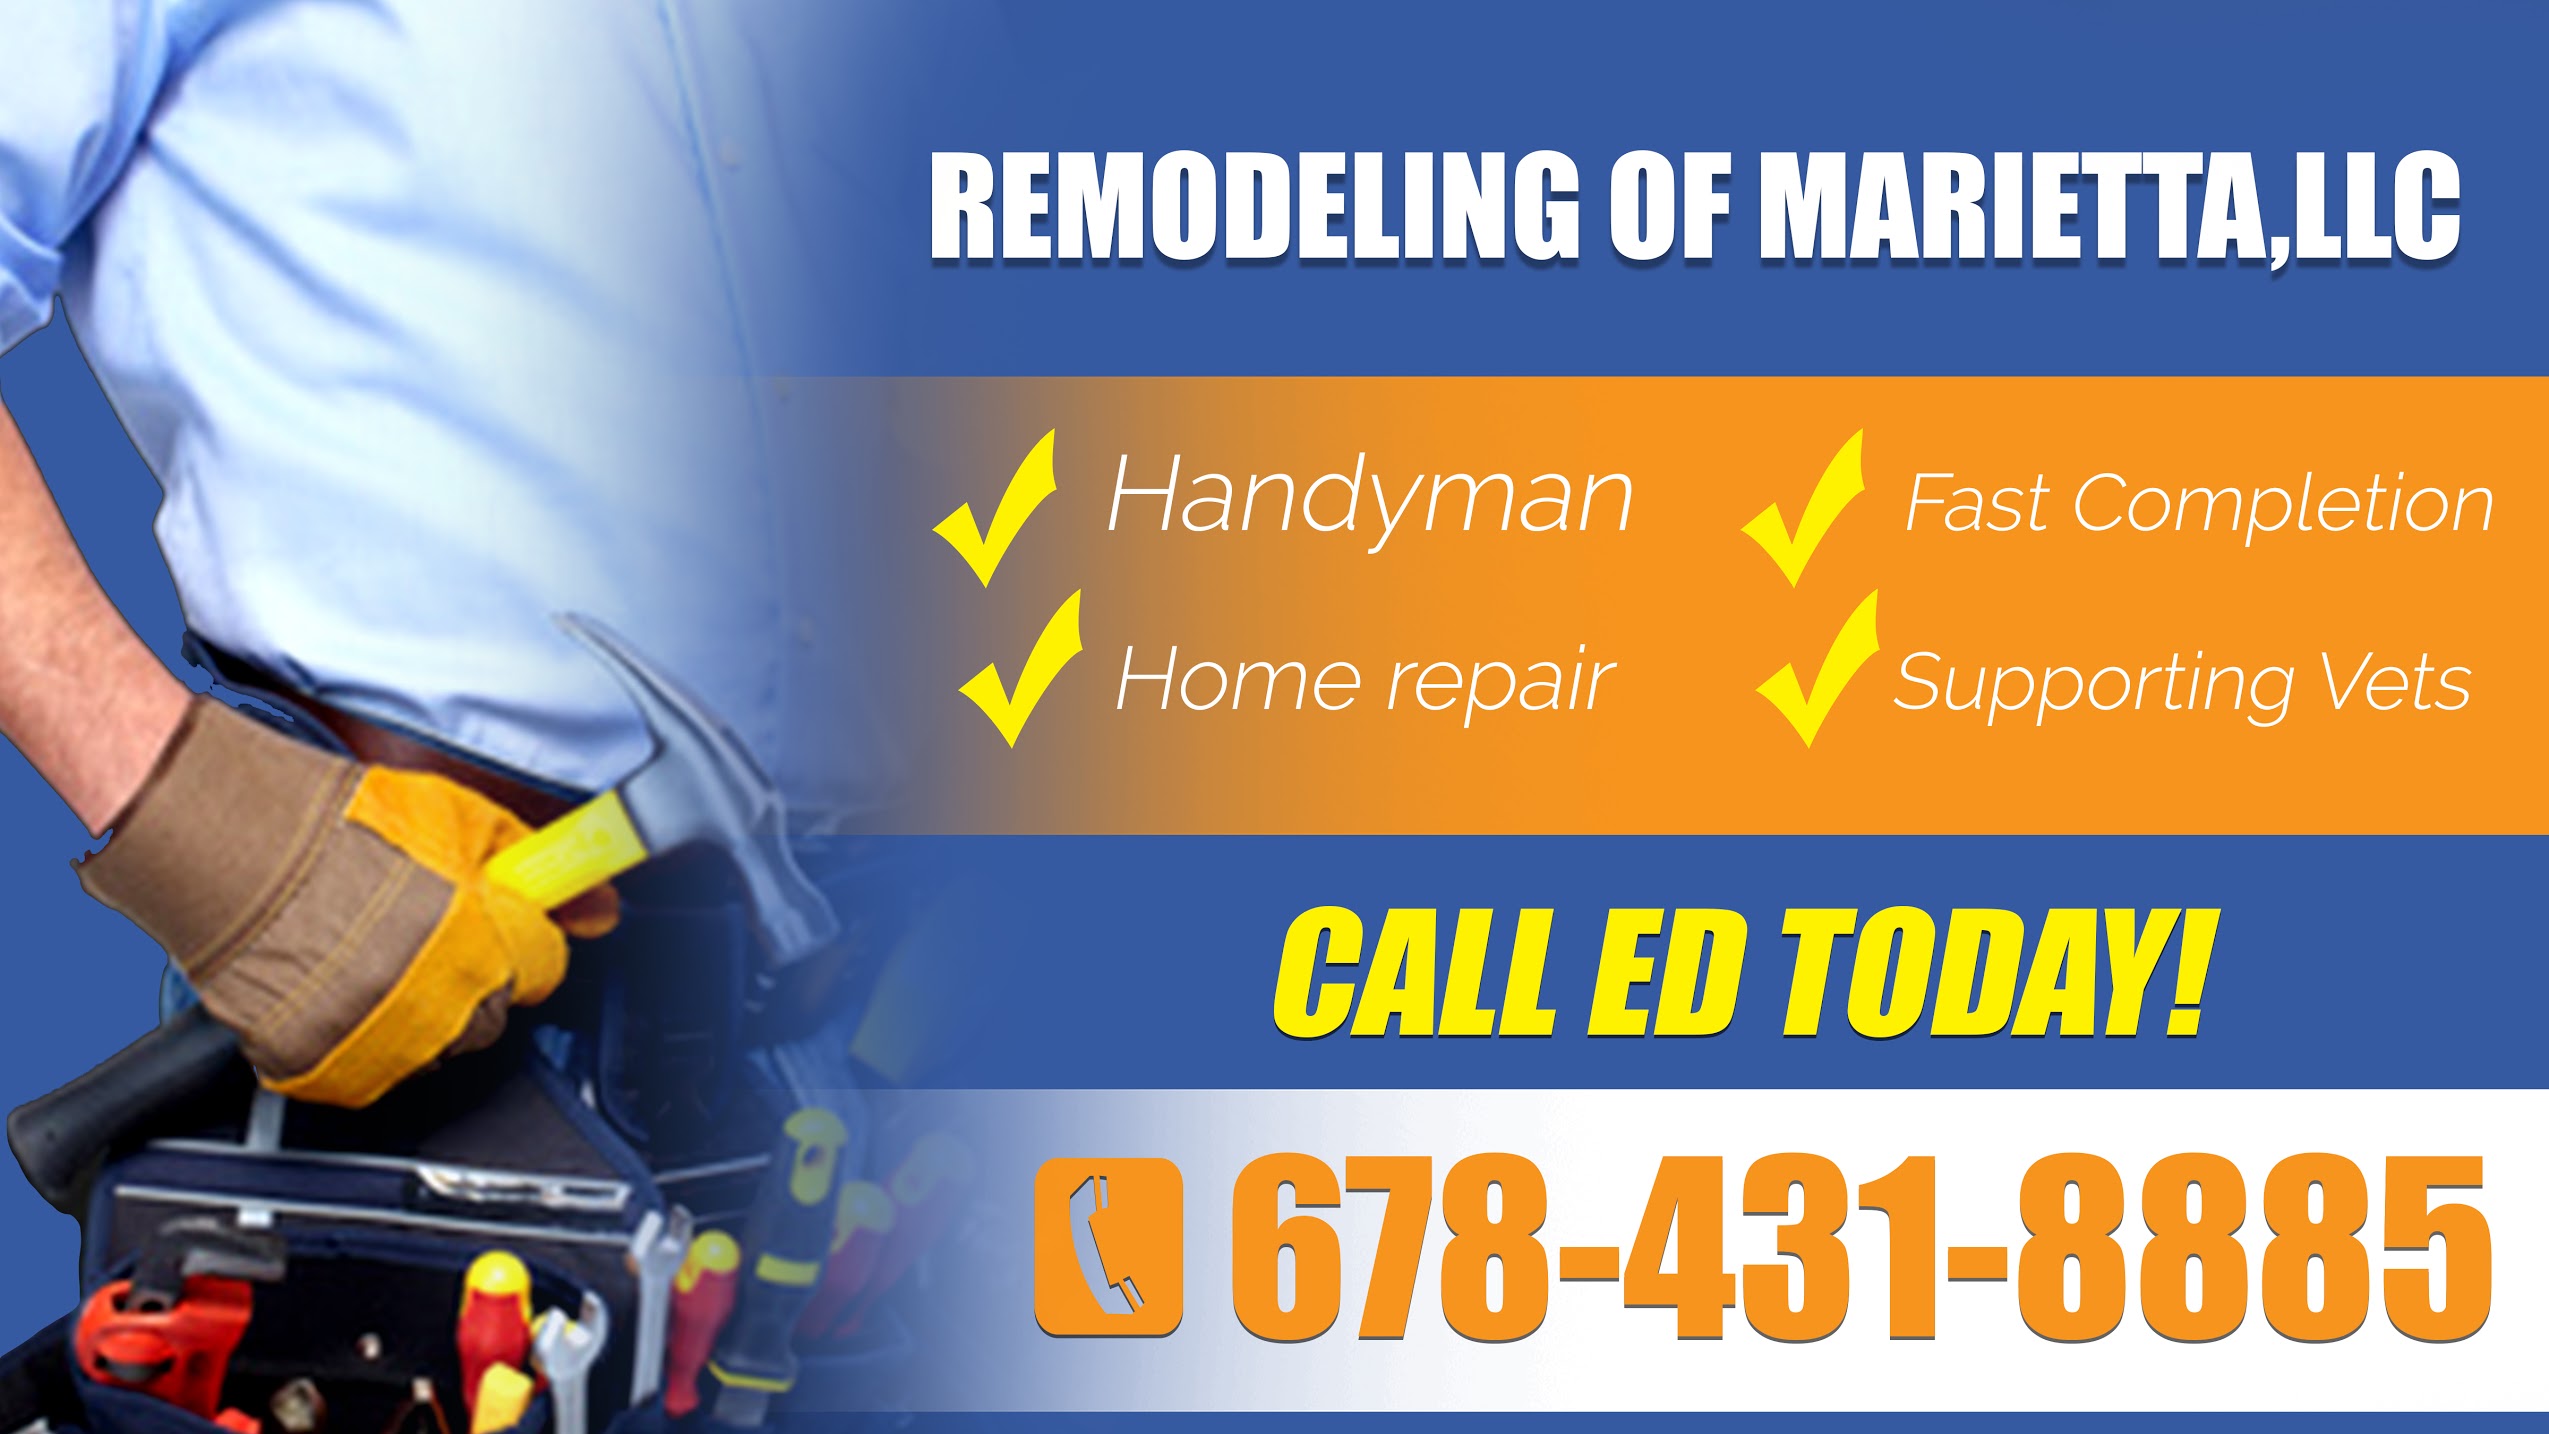 REMODELING OF MARIETTA,LLC
Handyman
Fast Completion
Home repair
Supporting Vets
CALL ED TODAY!
678-431-8885